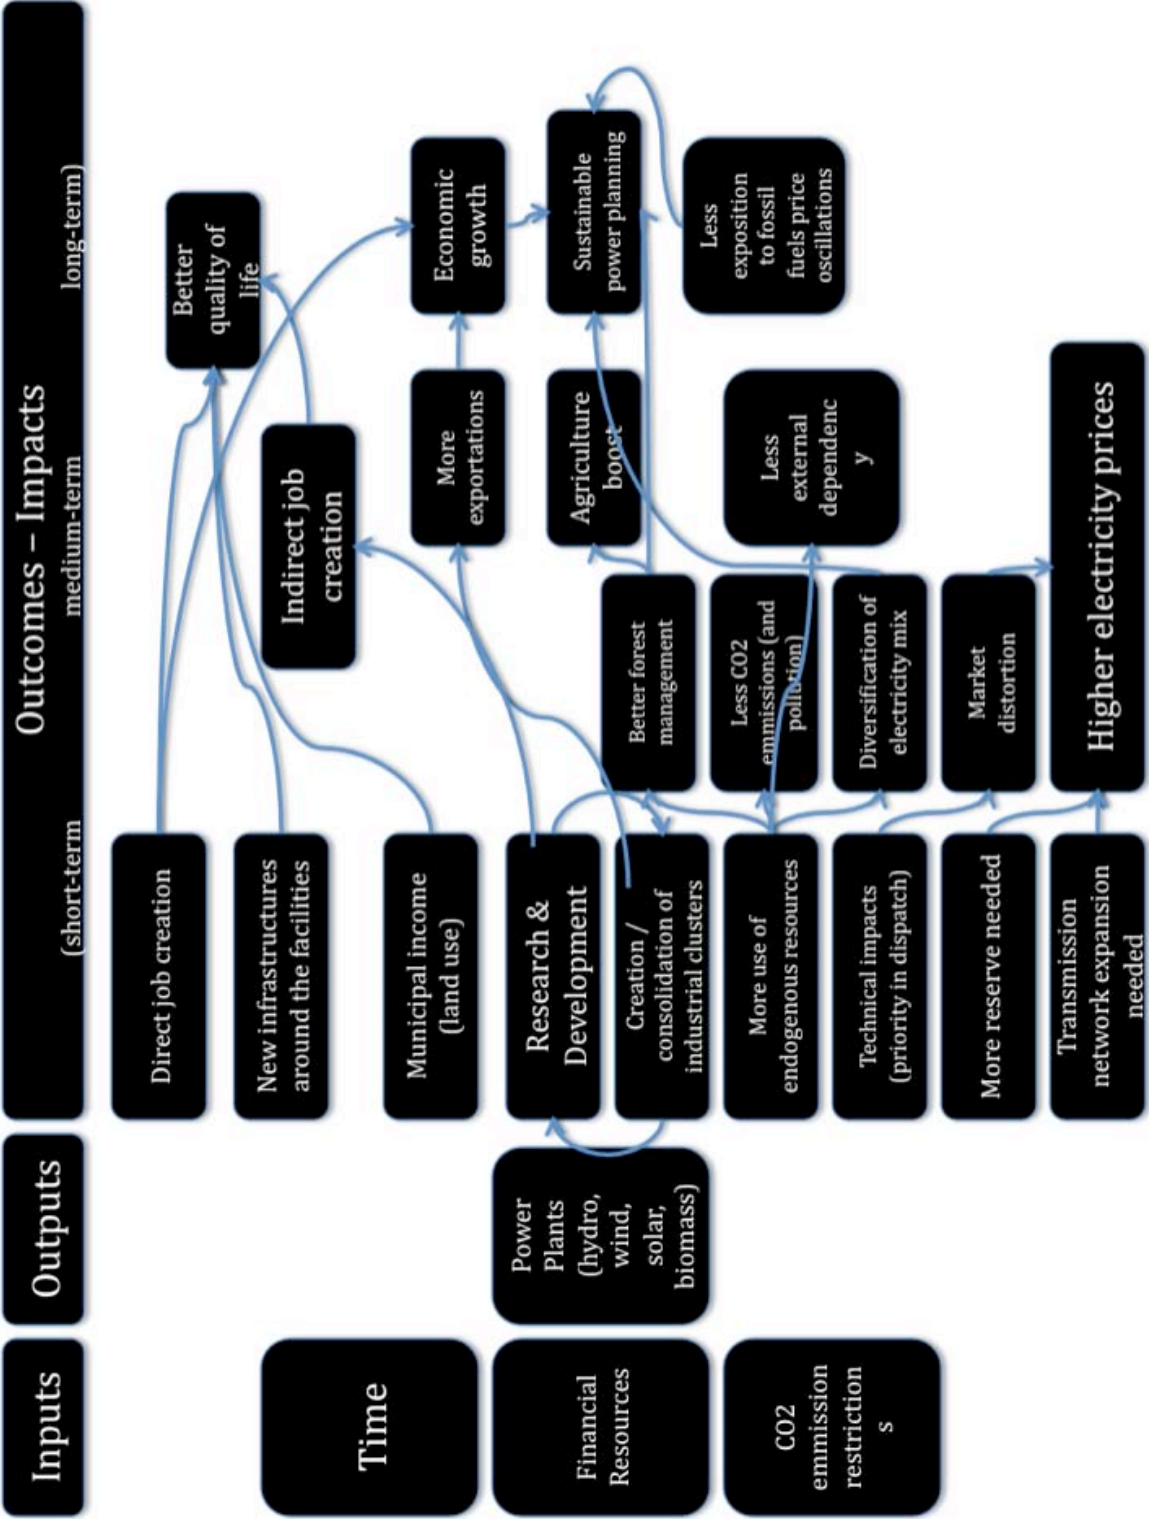 Inputs
Outputs
Outcomes – Impacts
(short-term
medium-term
long-term)
Time
Financial
Resources
CO2
emmission
restriction
s
Power
Plants
(hydro,
wind,
solar,
biomass)
Direct job creation
New infrastructures
around the facilities
Municipal income
(land use)
Research &
Development
Creation /
consolidation of
industrial clusters
More use of
endogenous resources
Technical impacts
(priority in dispatch)
More reserve needed
Transmission
network expansion
needed
Indirect job
creation
Better forest
management
Less CO2
emmissions (and
pollution)
Diversification of
electricity mix
Market
distortion
Higher electricity prices
More
exportations
Agriculture
boost
Less
external
dependenc
y
Better
quality of
life
Economic
growth
Sustainable
power planning
Less
exposition
to fossil
fuels price
oscillations